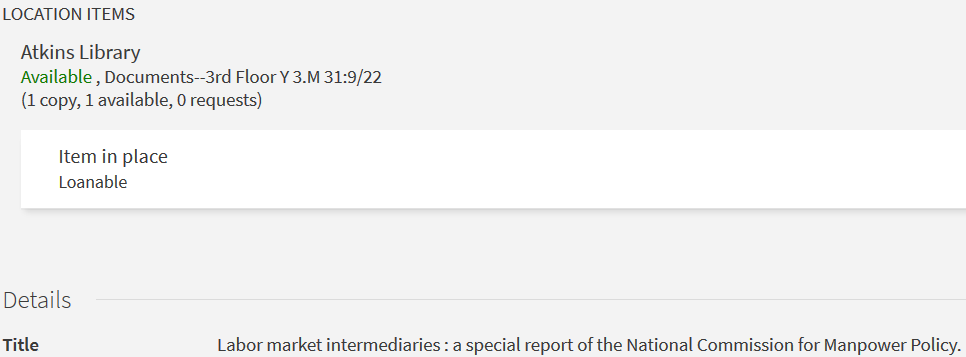 LOCATION ITEMS
Atkins Library
Available , Documents--3rd Floor Y 3.M 31:9/22
(1 copy, 1 available, 0 requests)
Item in place
Loanable
Details
Title Labor market intermediaries : a special report of the National Commission for Manpower Policy.